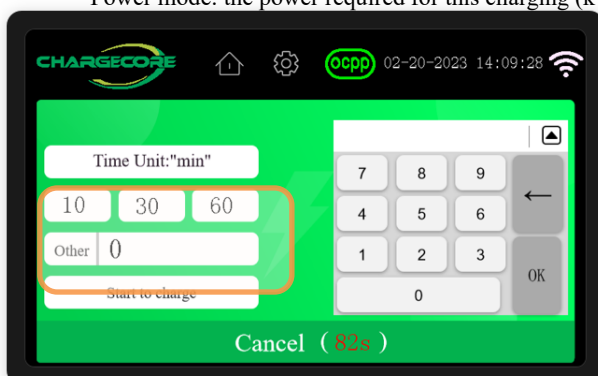 Power mode: the power required for this charging (k
CHARGECORE
ocpp 02-20-2023 14:09:28
Time Unit:"min"
10 30 60
Other 0
Start to charge
7 8 9
←
4 5 6
1 2 3
OK
0
Cancel ( 82s )